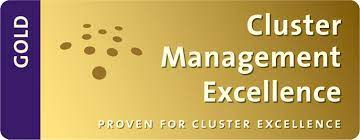 GOLD
Cluster
Management
Excellence
PROVEN FOR CLUSTER EXCELLENCE